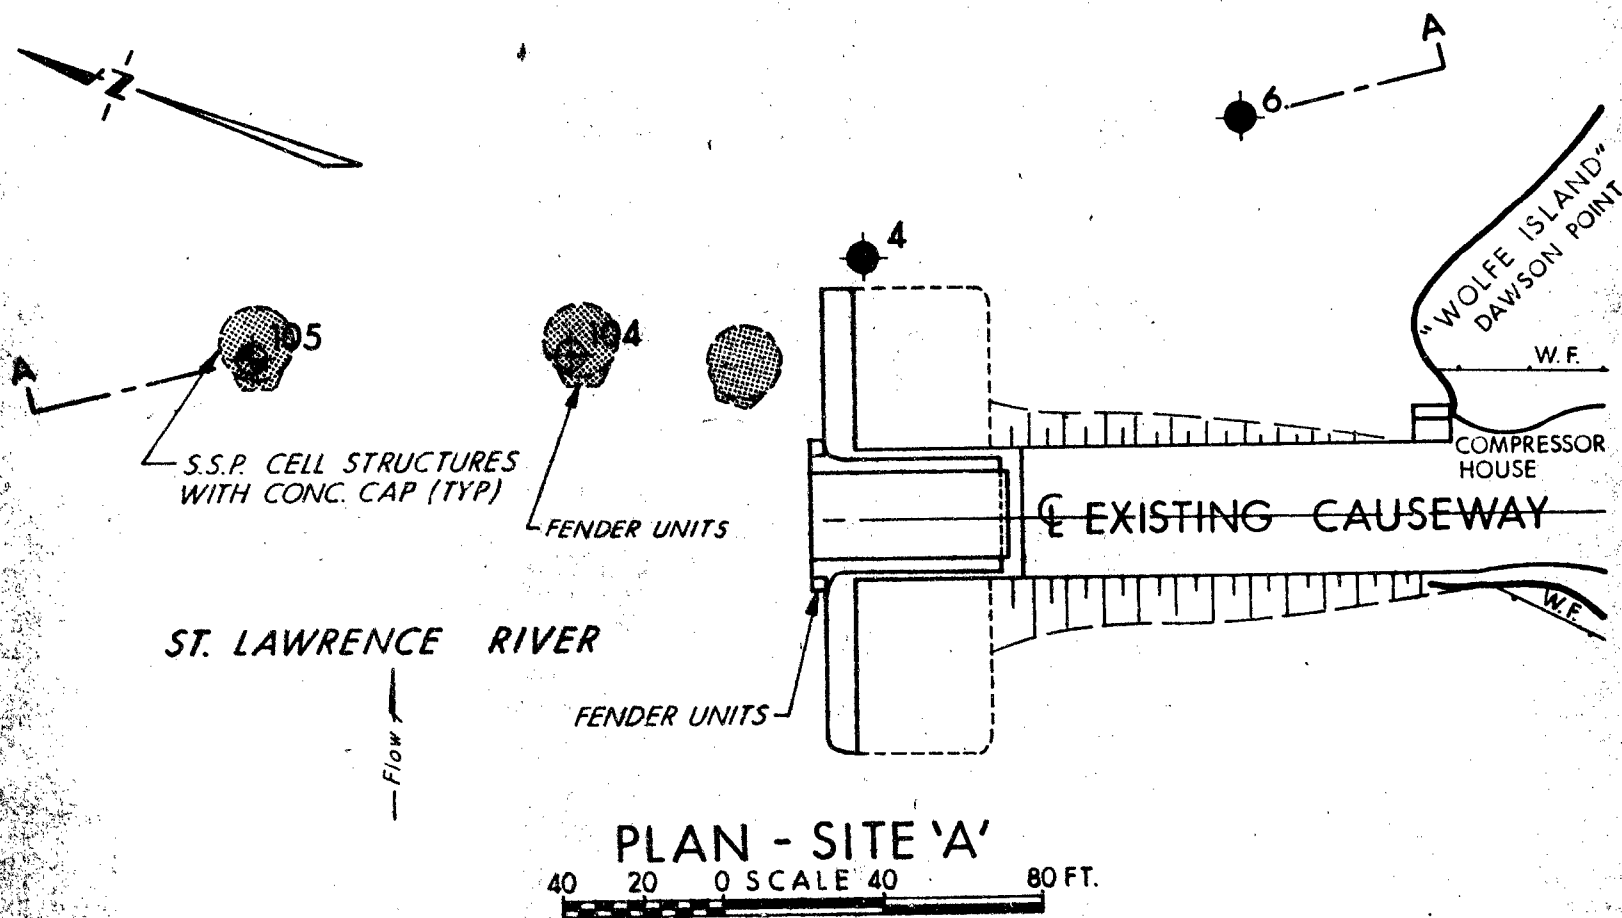 A
N
6.
4
"WOLFE ISLAND"
DAWSON POINT
105
104
A
W.F.
S.S.P. CELL STRUCTURES
WITH CONC. CAP (TYP)
COMPRESSOR
HOUSE
FENDER UNITS
℄ EXISTING CAUSEWAY
W.F.
ST. LAWRENCE RIVER
FENDER UNITS
Flow
PLAN - SITE 'A'
40 20 0 SCALE 40 80 FT.